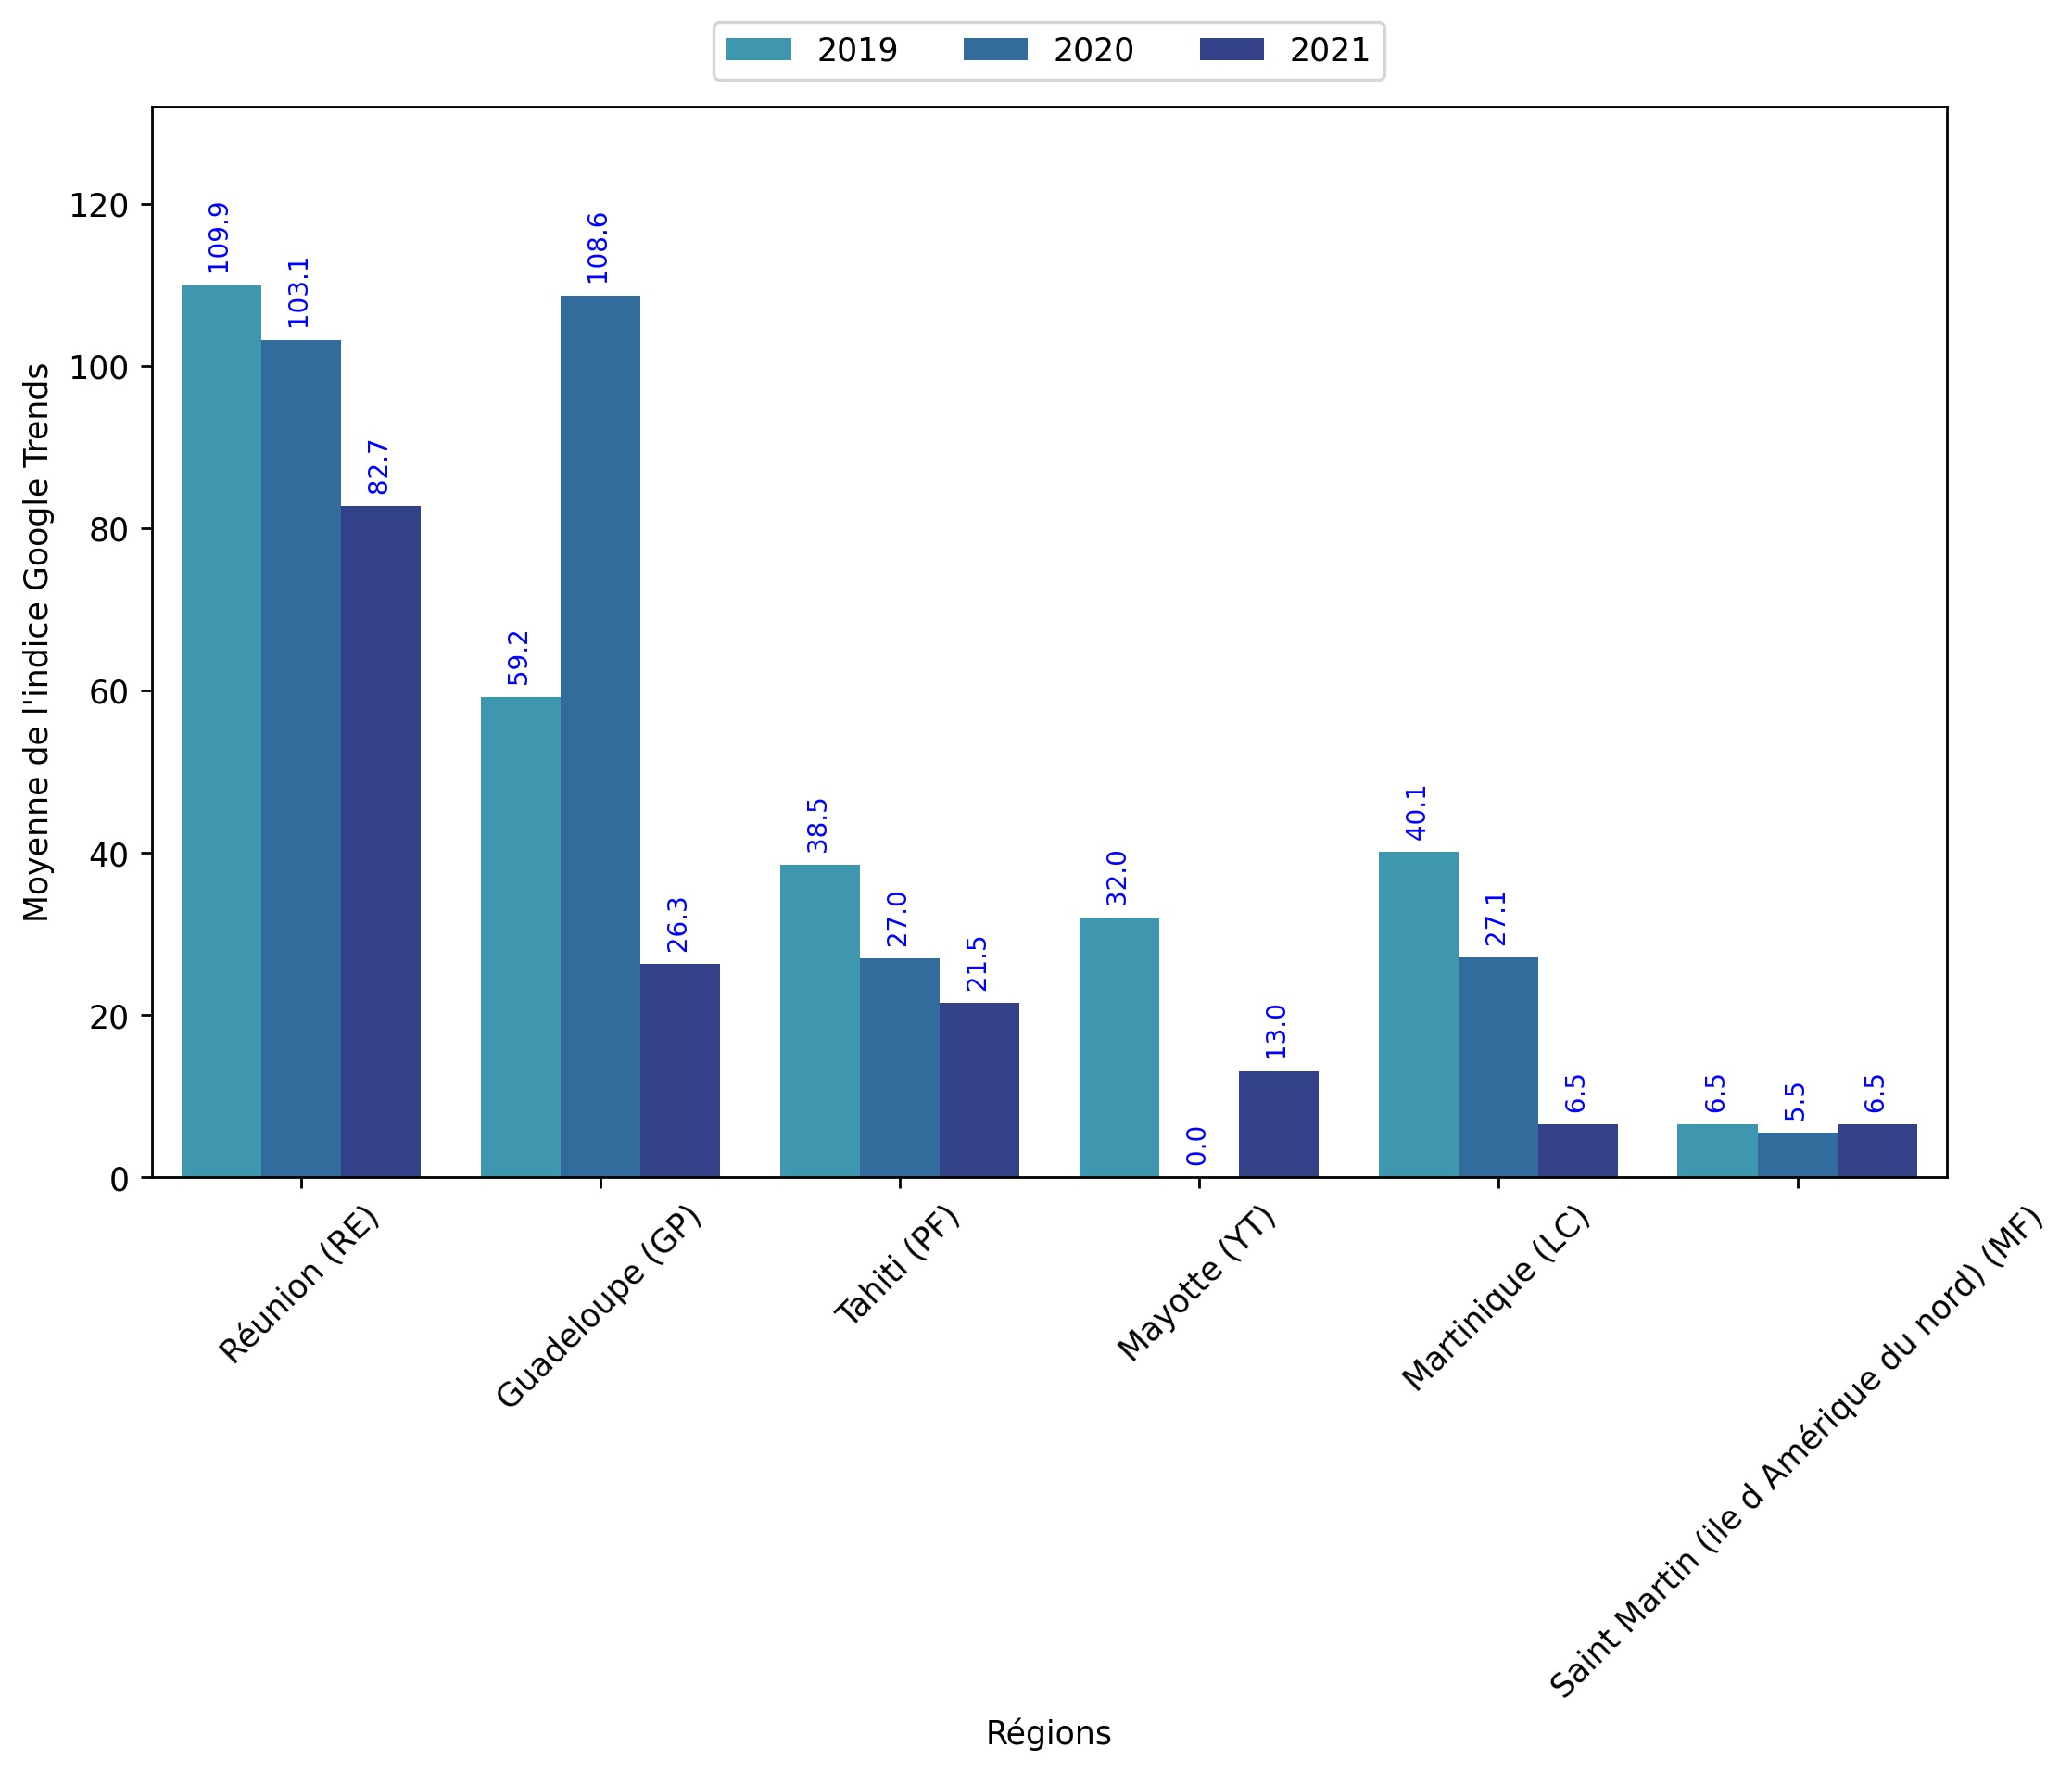 2019 2020 2021
Moyenne de l'indice Google Trends
120
100
80
60
40
20
0
109.9
103.1
82.7
59.2
108.6
26.3
38.5
27.0
21.5
32.0
0.0
13.0
40.1
27.1
6.5
6.5
5.5
6.5
Réunion (RE)
Guadeloupe (GP)
Tahiti (PF)
Mayotte (YT)
Martinique (LC)
Saint Martin (ile d Amérique du nord) (MF)
Régions